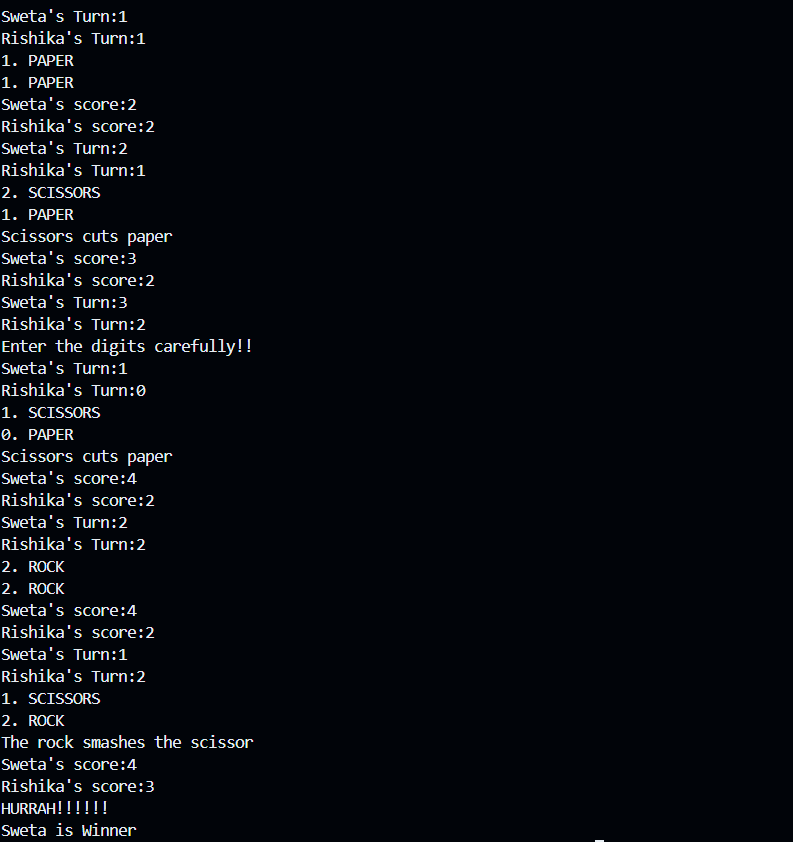 Sweta's Turn:1
Rishika's Turn:1
1. PAPER
1. PAPER
Sweta's score:2
Rishika's score:2
Sweta's Turn:2
Rishika's Turn:1
2. SCISSORS
1. PAPER
Scissors cuts paper
Sweta's score:3
Rishika's score:2
Sweta's Turn:3
Rishika's Turn:2
Enter the digits carefully!!
Sweta's Turn:1
Rishika's Turn:0
1. SCISSORS
0. PAPER
Scissors cuts paper
Sweta's score:4
Rishika's score:2
Sweta's Turn:2
Rishika's Turn:2
2. ROCK
2. ROCK
Sweta's score:4
Rishika's score:2
Sweta's Turn:1
Rishika's Turn:2
1. SCISSORS
2. ROCK
The rock smashes the scissor
Sweta's score:4
Rishika's score:3
HURRAH!!!!!!
Sweta is Winner